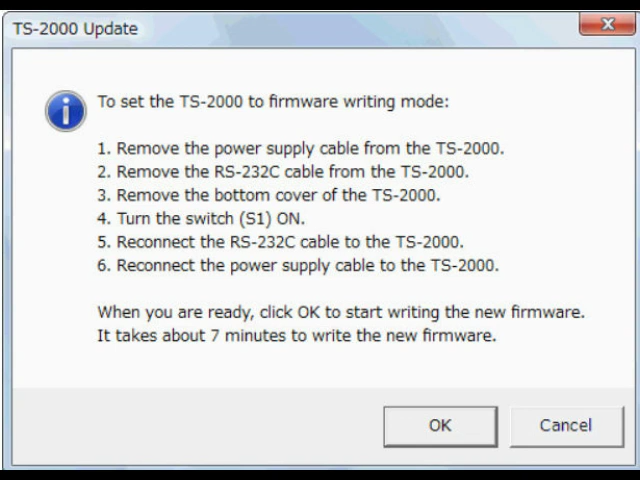 TS-2000 Update
To set the TS-2000 to firmware writing mode:
1. Remove the power supply cable from the TS-2000.
2. Remove the RS-232C cable from the TS-2000.
3. Remove the bottom cover of the TS-2000.
4. Turn the switch (S1) ON.
5. Reconnect the RS-232C cable to the TS-2000.
6. Reconnect the power supply cable to the TS-2000.
When you are ready, click OK to start writing the new firmware.
It takes about 7 minutes to write the new firmware.
OK
Cancel